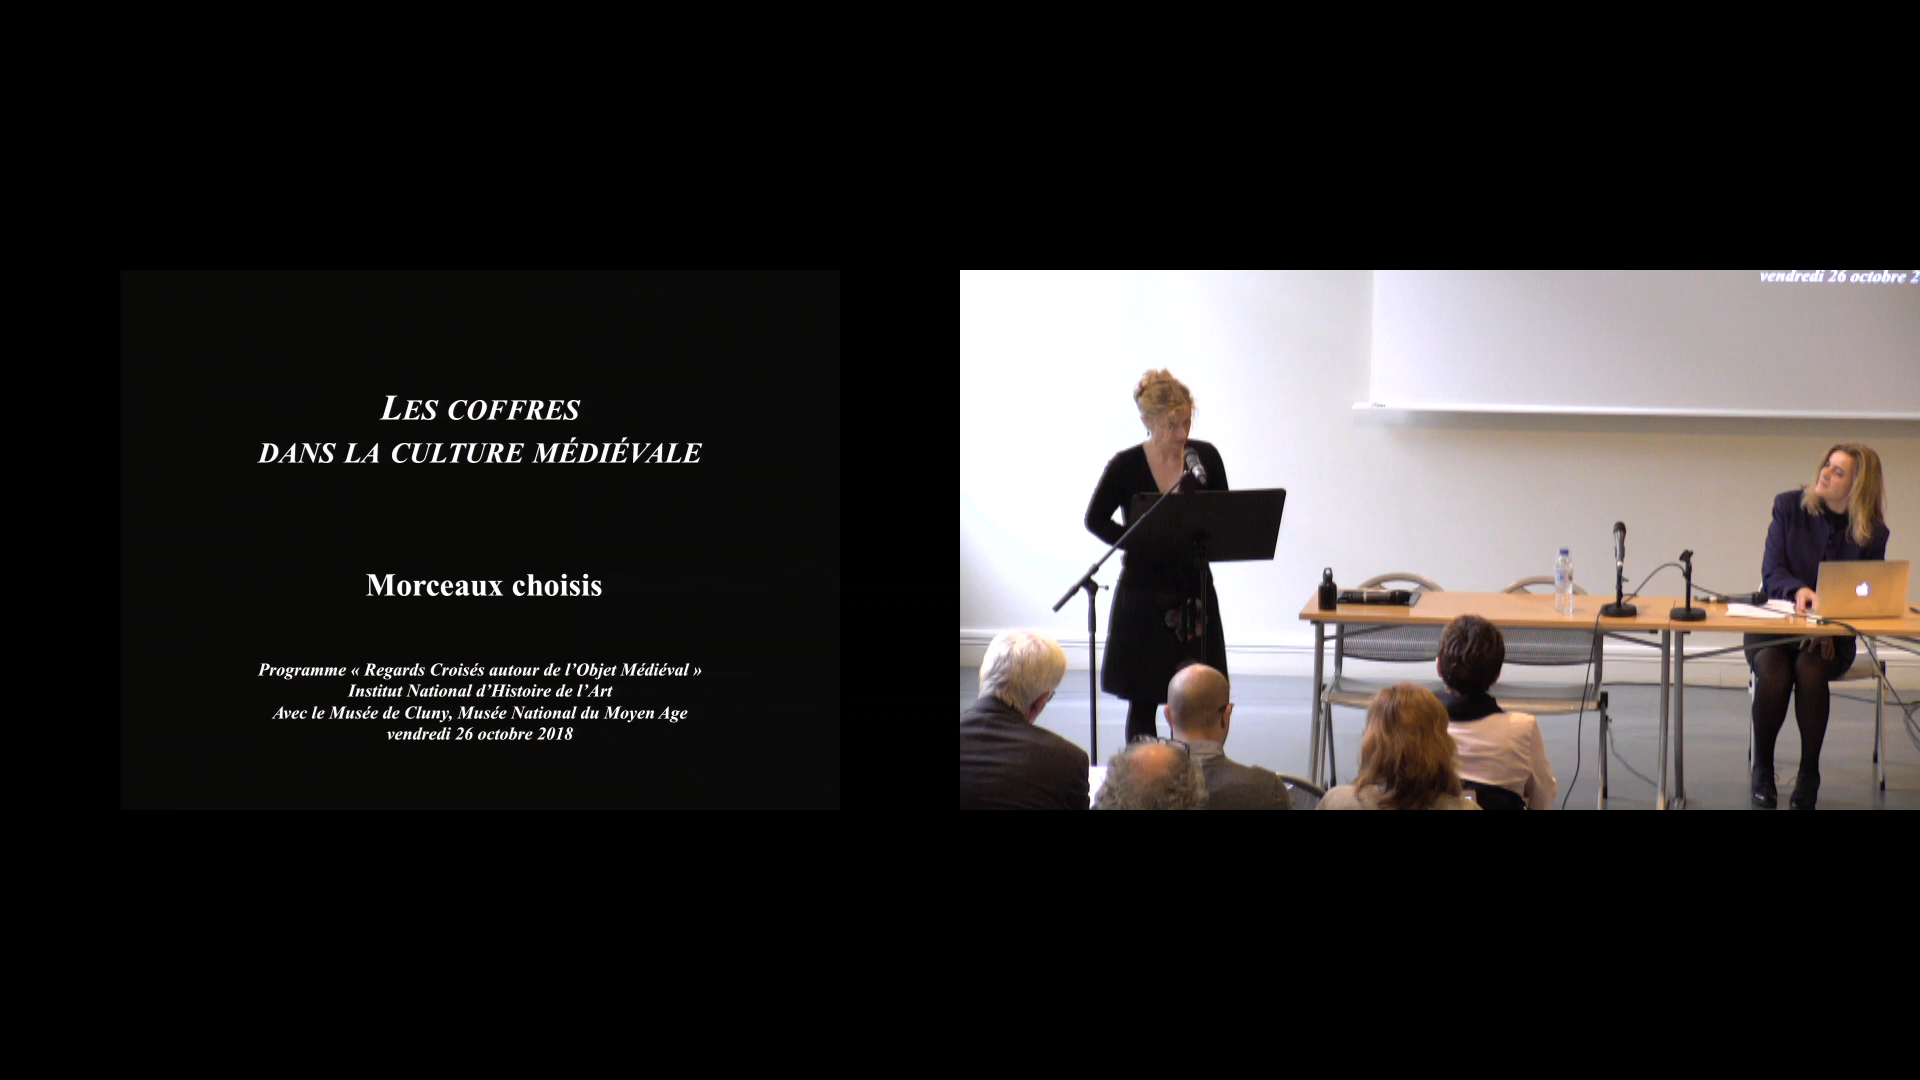 LES COFFRES
DANS LA CULTURE MÉDIÉVALE
Morceaux choisis
Programme « Regards Croisés autour de l’Objet Médiéval »
Institut National d’Histoire de l’Art
Avec le Musée de Cluny, Musée National du Moyen Age
vendredi 26 octobre 2018
vendredi 26 octobre 2